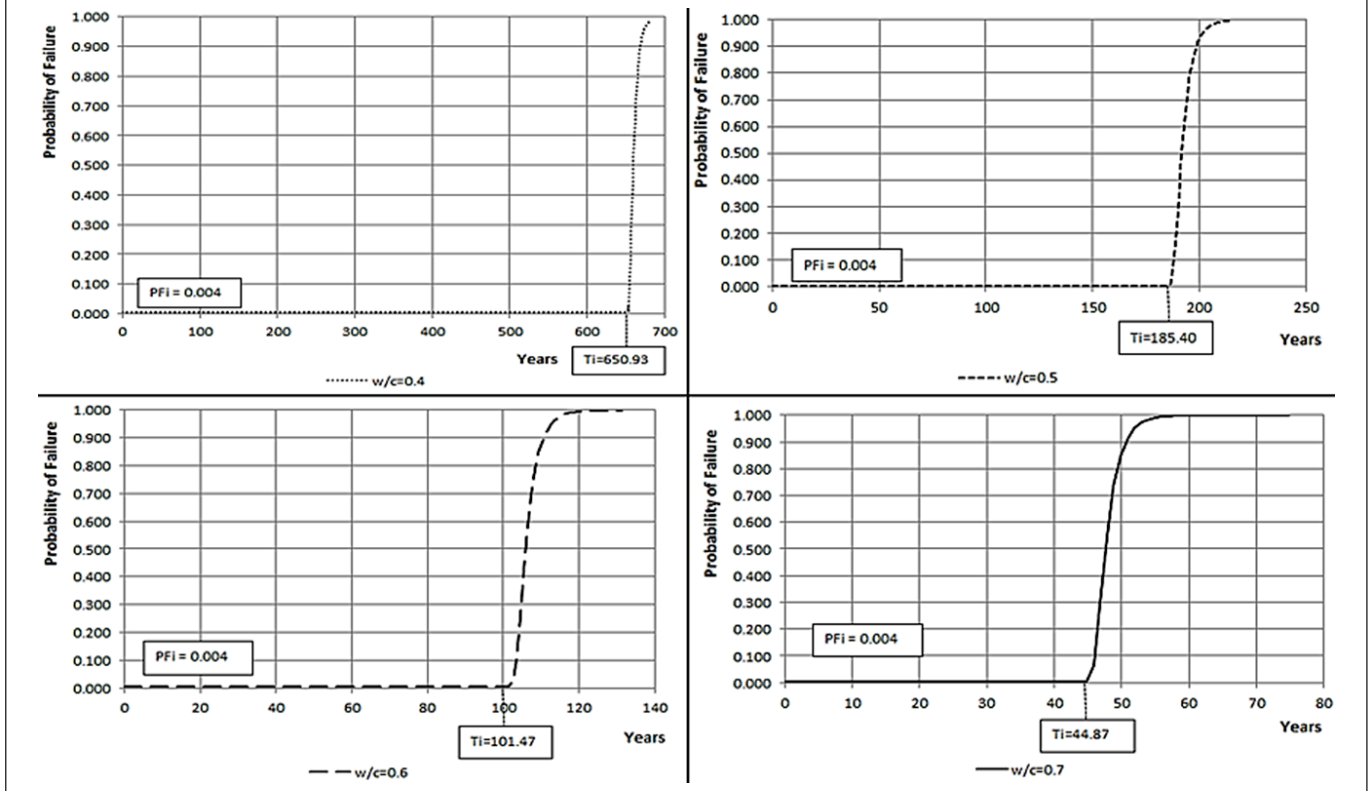 Probability of Failure
1.000
0.900
0.800
0.700
0.600
0.500
0.400
0.300
0.200
0.100
0.000
PFi = 0.004
0 100 200 300 400 500 600 700
Years
Ti=650.93
w/c=0.4
Probability of Failure
1.000
0.900
0.800
0.700
0.600
0.500
0.400
0.300
0.200
0.100
0.000
PFi = 0.004
0 50 100 150 200 250
Ti=185.40
Years
w/c=0.5
Probability of Failure
1.000
0.900
0.800
0.700
0.600
0.500
0.400
0.300
0.200
0.100
0.000
PFi = 0.004
0 20 40 60 80 100 120 140
Ti=101.47
Years
w/c=0.6
Probability of Failure
1.000
0.900
0.800
0.700
0.600
0.500
0.400
0.300
0.200
0.100
0.000
PFi = 0.004
0 10 20 30 40 50 60 70 80
Ti=44.87
Years
w/c=0.7